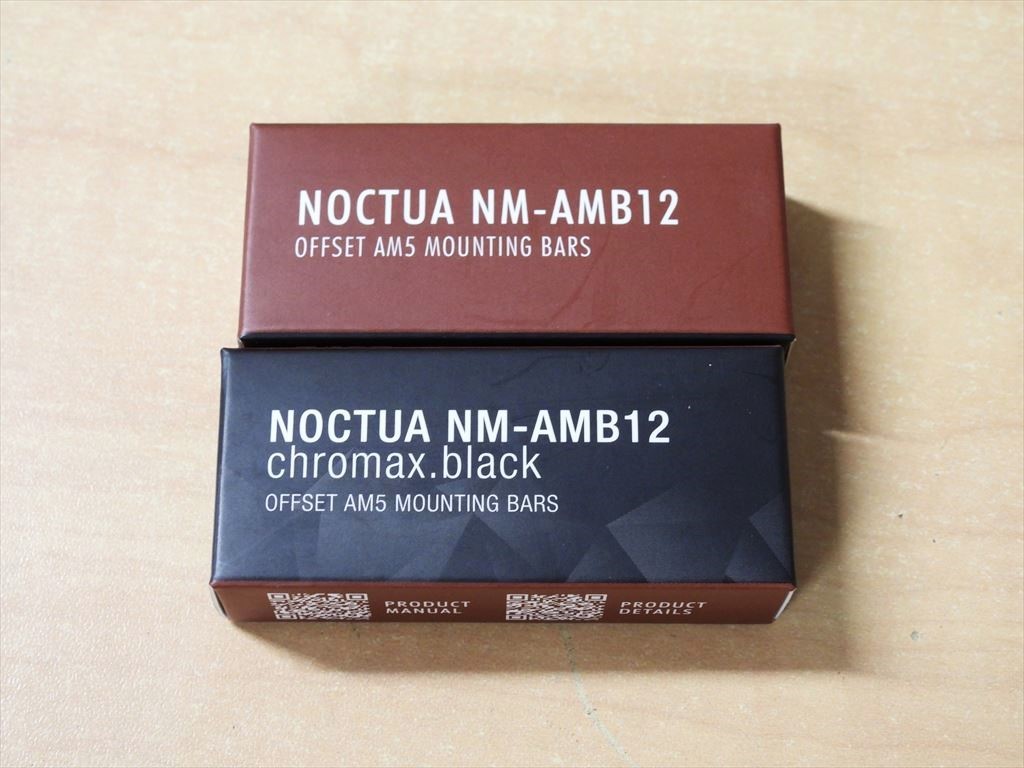 NOCTUA NM-AMB12
OFFSET AM5 MOUNTING BARS
NOCTUA NM-AMB12
chromax.black
OFFSET AM5 MOUNTING BARS
PRODUCT
MANUAL
PRODUCT
DETAILS